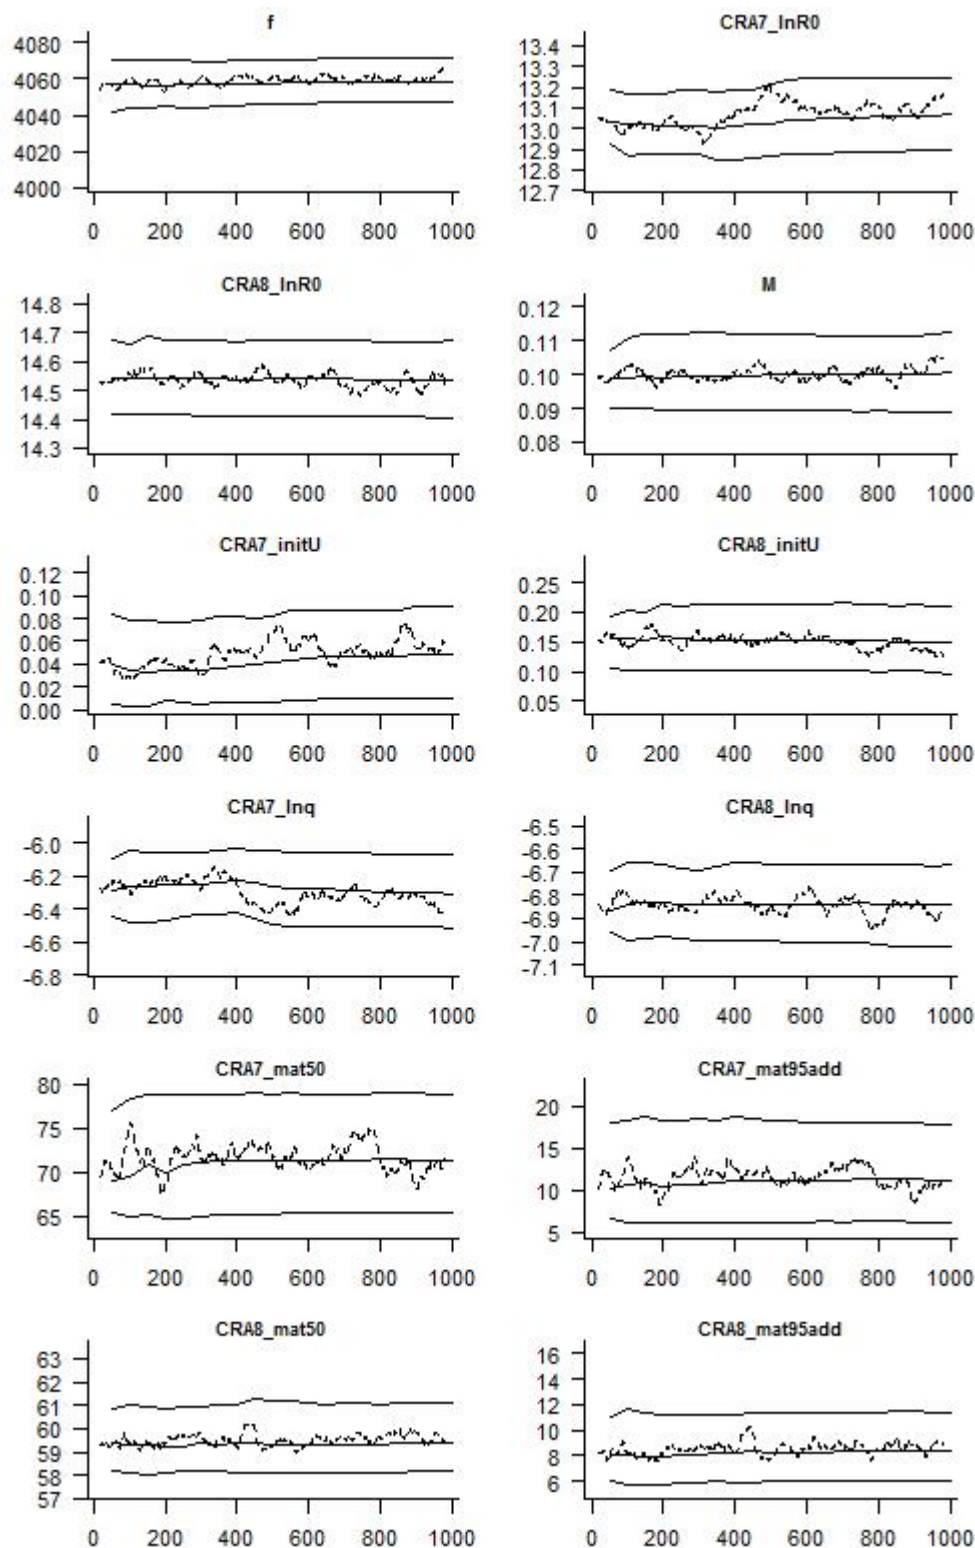 f
4080
4060
4040
4020
4000
0 200 400 600 800 1000
CRA7_lnR0
13.4
13.3
13.2
13.1
13.0
12.9
12.8
12.7
0 200 400 600 800 1000
CRA8_lnR0
14.8
14.7
14.6
14.5
14.4
14.3
0 200 400 600 800 1000
M
0.12
0.11
0.10
0.09
0.08
0 200 400 600 800 1000
CRA7_initU
0.12
0.10
0.08
0.06
0.04
0.02
0.00
0 200 400 600 800 1000
CRA8_initU
0.25
0.20
0.15
0.10
0.05
0 200 400 600 800 1000
CRA7_lnq
-6.0
-6.2
-6.4
-6.6
-6.8
0 200 400 600 800 1000
CRA8_lnq
-6.5
-6.6
-6.7
-6.8
-6.9
-7.0
-7.1
0 200 400 600 800 1000
CRA7_mat50
80
75
70
65
0 200 400 600 800 1000
CRA7_mat95add
20
15
10
5
0 200 400 600 800 1000
CRA8_mat50
63
62
61
60
59
58
57
0 200 400 600 800 1000
CRA8_mat95add
16
14
12
10
8
6
0 200 400 600 800 1000